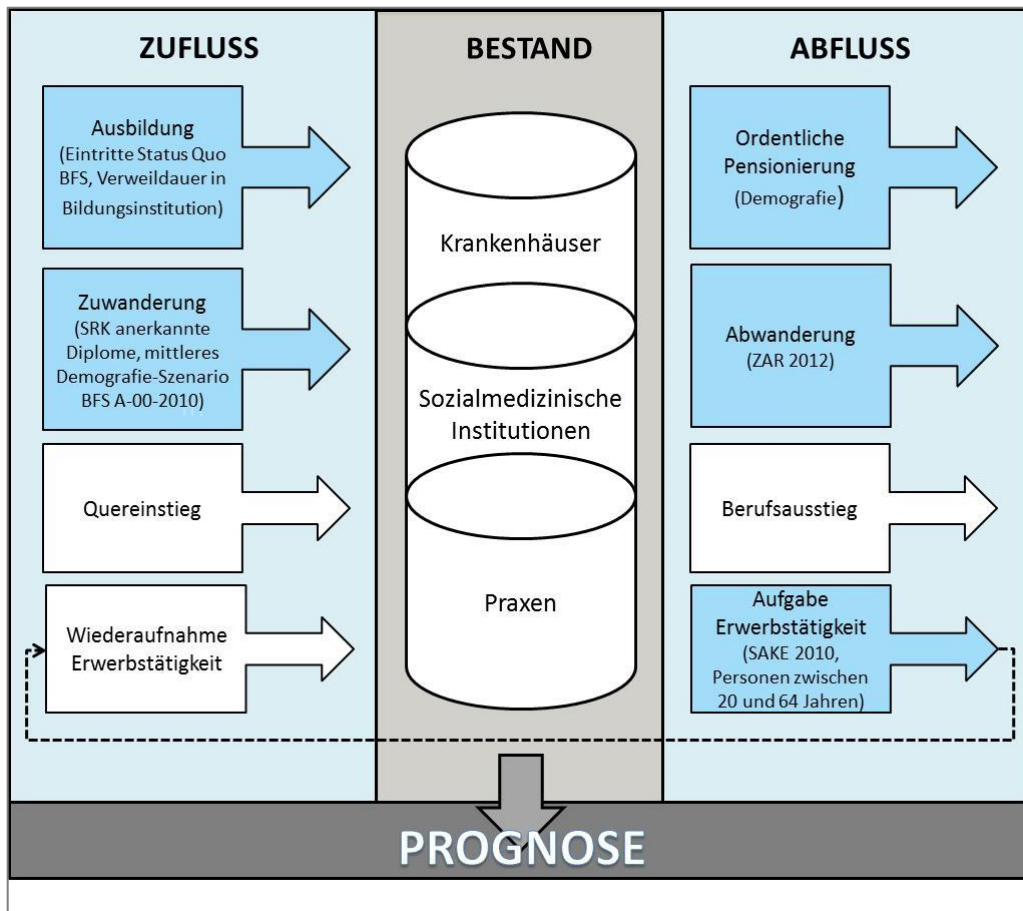 ZUFLUSS
Ausbildung
(Eintritte Status Quo
BFS, Verweildauer in
Bildungsinstitution)
Zuwanderung
(SRK anerkannte
Diplome, mittleres
Demografie-Szenario
BFS A-00-2010)
Quereinstieg
Wiederaufnahme
Erwerbstätigkeit
BESTAND
Krankenhäuser
Sozialmedizinische
Institutionen
Praxen
ABFLUSS
Ordentliche
Pensionierung
(Demografie)
Abwanderung
(ZAR 2012)
Berufsausstieg
Aufgabe
Erwerbstätigkeit
(SAKE 2010,
Personen zwischen
20 und 64 Jahren)
PROGNOSE